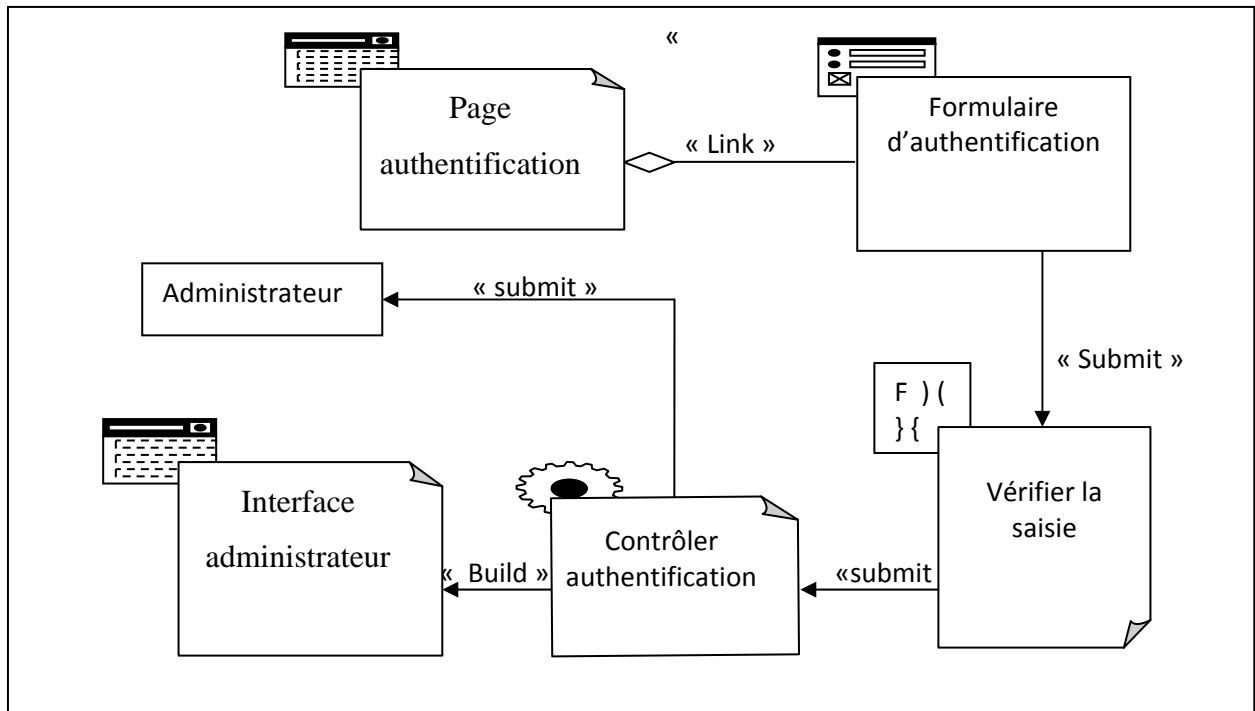 «
Page
authentification
« Link »
Formulaire
d’authentification
Administrateur
« submit »
« Submit »
F ) (
} {
Vérifier la
saisie
Interface
administrateur
« Build »
Contrôler
authentification
«submit